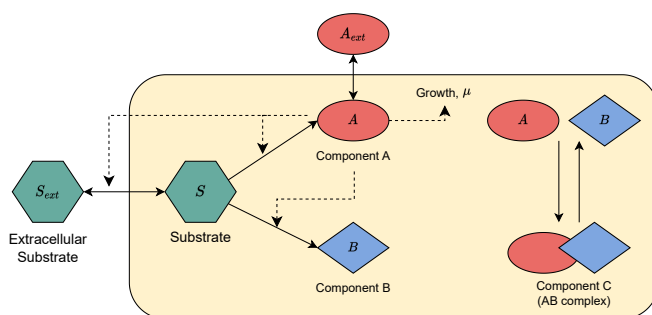 A_ext
Growth, μ
A
Component A
A
B
S_ext
S
Extracellular
Substrate
Substrate
B
Component B
Component C
(AB complex)